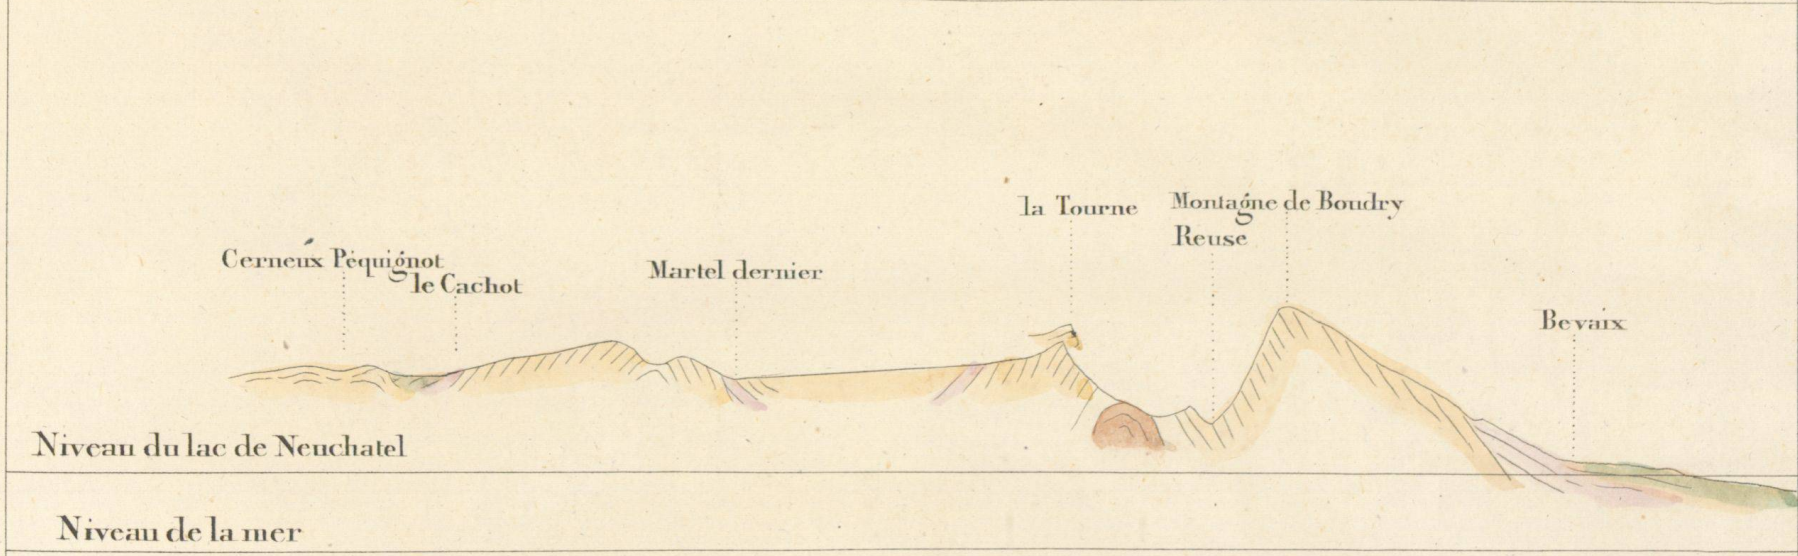 la Tourne
Montagne de Boudry
Reuse
Cerneux Péquignot
le Cachot
Martel dernier
Bevaix
Niveau du lac de Neuchatel
Niveau de la mer